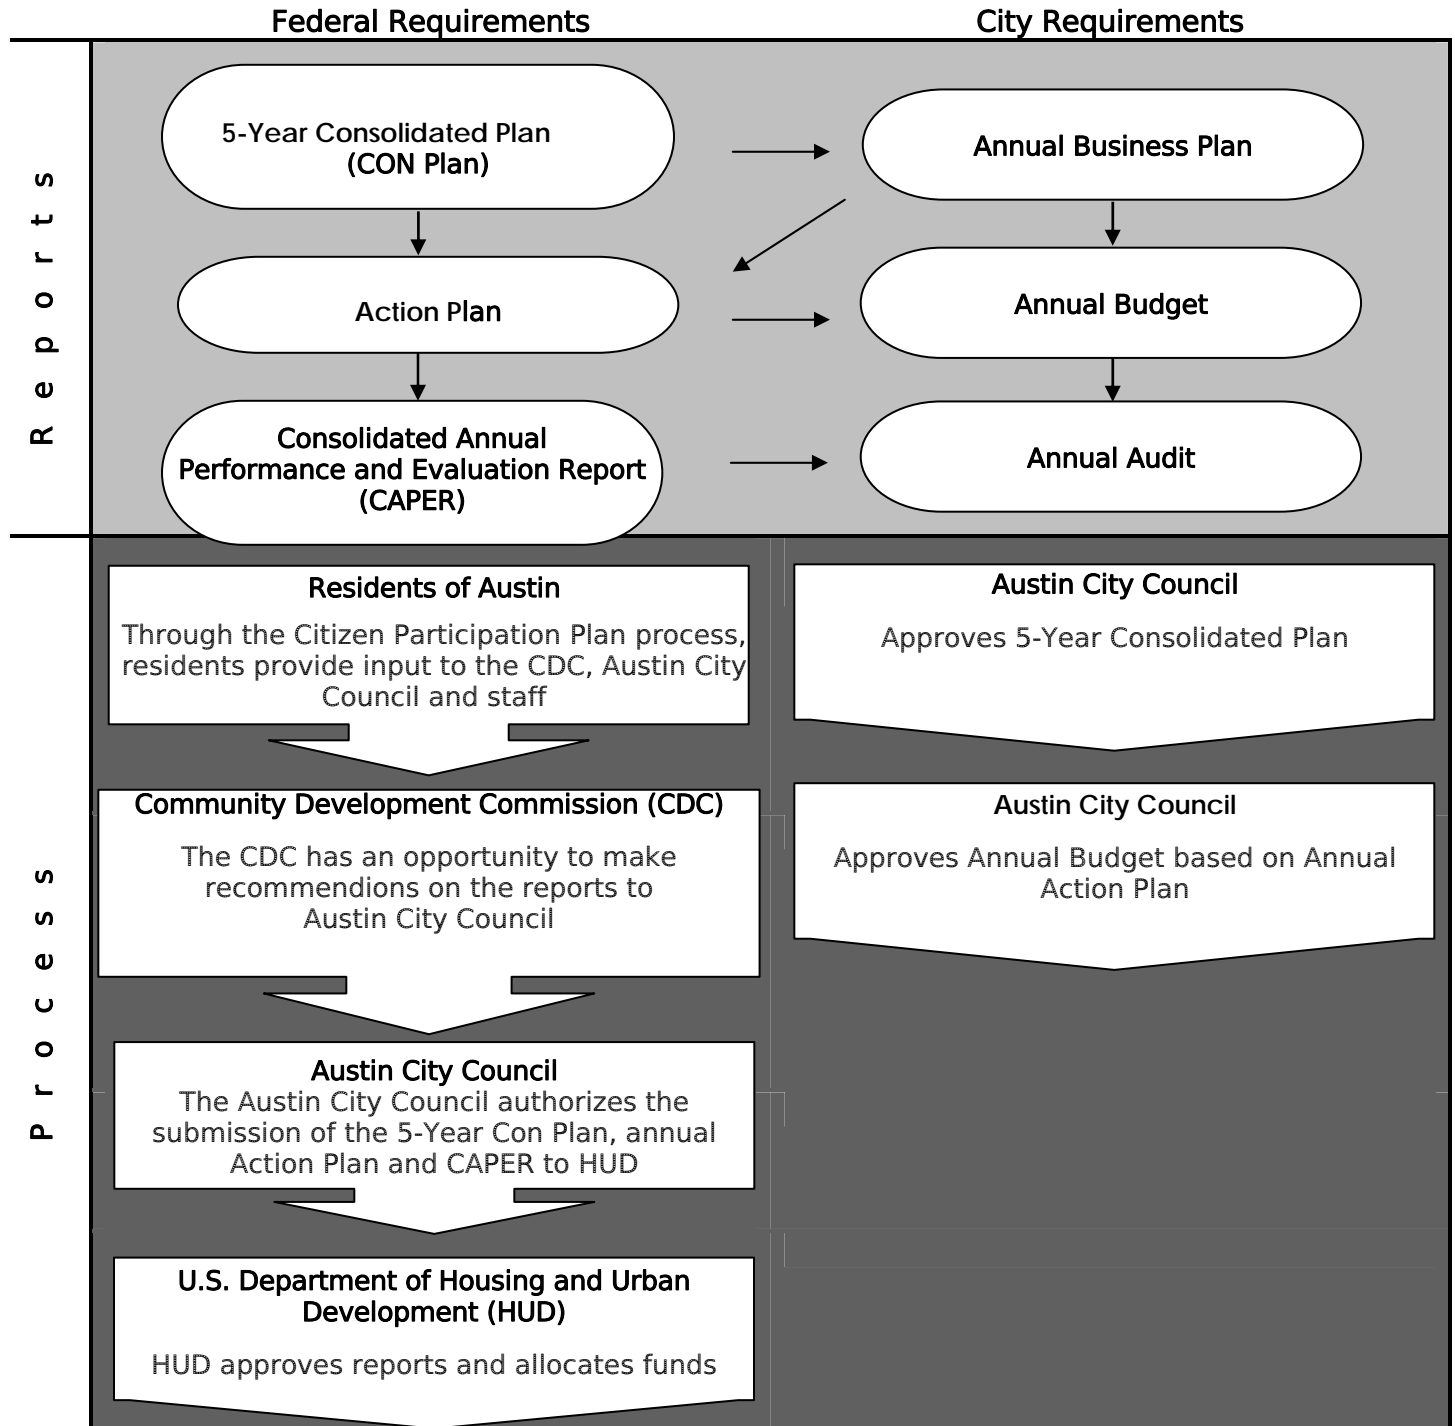 Federal Requirements
City Requirements
Reports
5-Year Consolidated Plan
(CON Plan)
Annual Business Plan
Action Plan
Annual Budget
Consolidated Annual
Performance and Evaluation Report
(CAPER)
Annual Audit
Process
Residents of Austin
Through the Citizen Participation Plan process,
residents provide input to the CDC, Austin City
Council and staff
Austin City Council
Approves 5-Year Consolidated Plan
Community Development Commission (CDC)
The CDC has an opportunity to make
recommendions on the reports to
Austin City Council
Austin City Council
Approves Annual Budget based on Annual
Action Plan
Austin City Council
The Austin City Council authorizes the
submission of the 5-Year Con Plan, annual
Action Plan and CAPER to HUD
U.S. Department of Housing and Urban
Development (HUD)
HUD approves reports and allocates funds